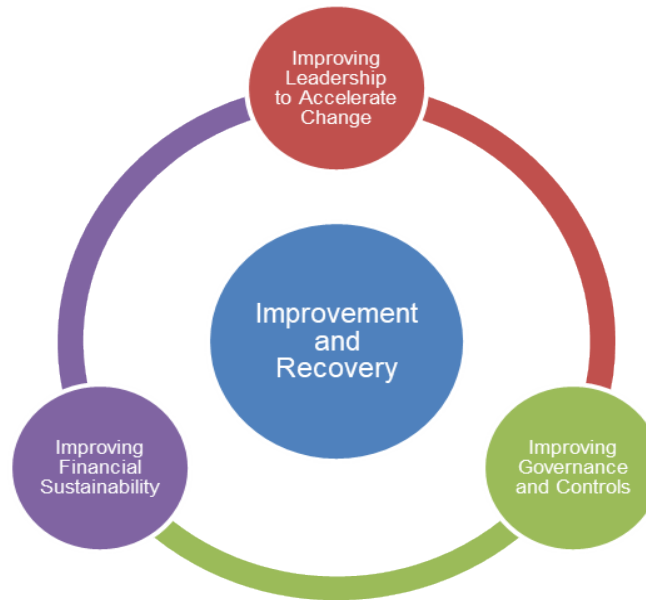 Improving
Leadership
to Accelerate
Change
Improvement
and
Recovery
Improving
Financial
Sustainability
Improving
Governance
and Controls